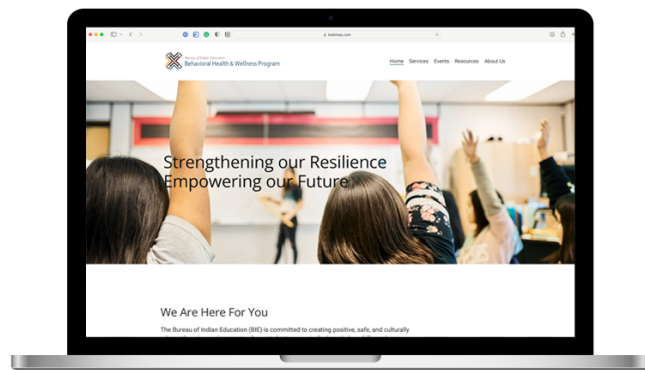 Bureau of Indian Education
Behavioral Health & Wellness Program
Home Services Events Resources About Us
Strengthening our Resilience
Empowering our Future
We Are Here For You
The Bureau of Indian Education (BIE) is committed to creating positive, safe, and culturally